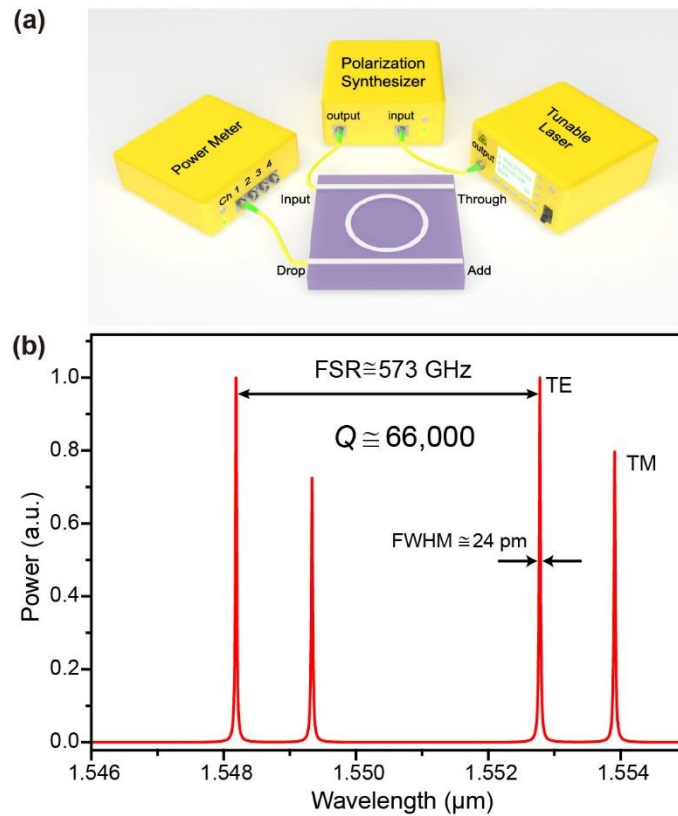 (a)
Polarization
Synthesizer
output
input
Power Meter
Ch 1 2 3 4
Tunable
Laser
output
Input
Through
Drop
Add
(b)
FSR≅573 GHz
TE
Q ≅ 66,000
TM
FWHM ≅24 pm
Power (a.u.)
1.0
0.8
0.6
0.4
0.2
0.0
1.546
1.548
1.550
1.552
1.554
Wavelength (μm)